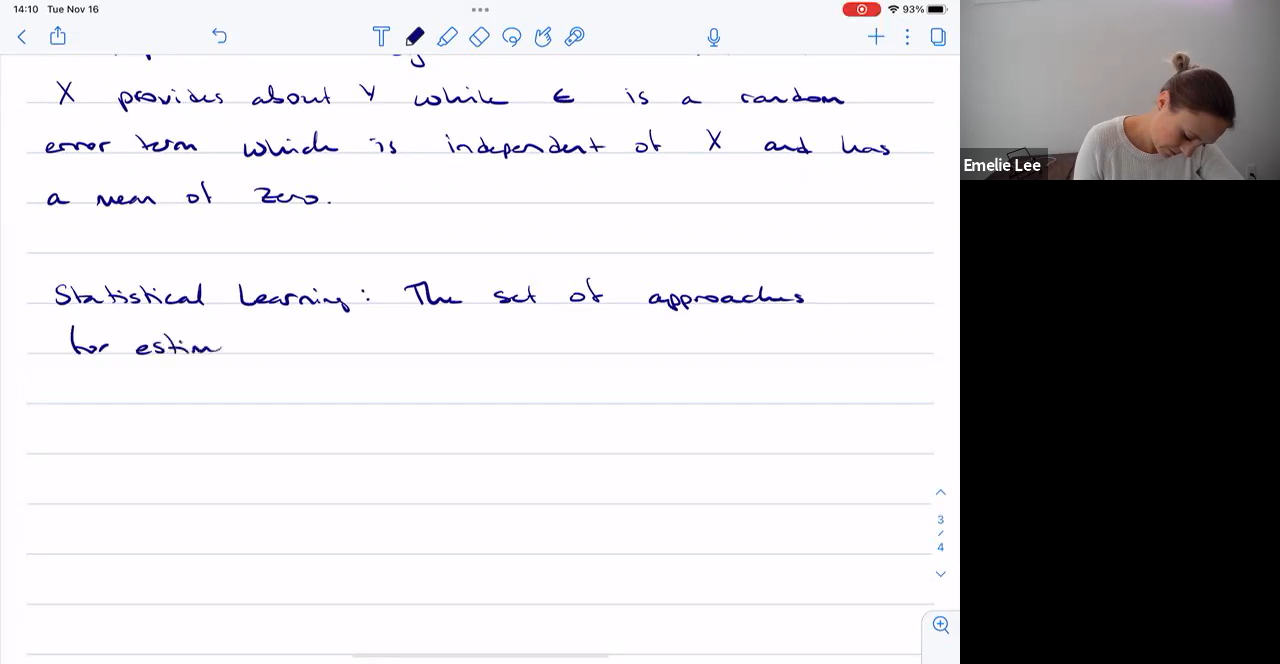 14:10 Tue Nov 16
93%
X provides about Y while ϵ is a random
error term which is independent of X and has
a mean of zero.
Statistical Learning: The set of approaches
for estim
3
/
4
Emelie Lee